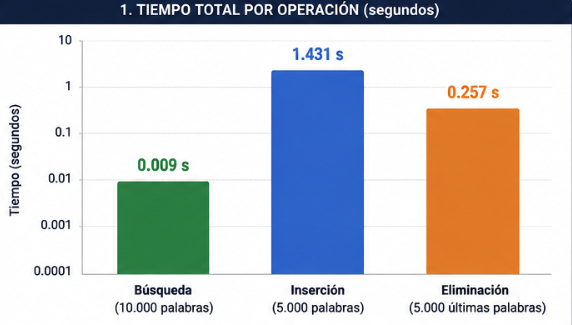 1. TIEMPO TOTAL POR OPERACIÓN (segundos)
Tiempo (segundos)
10
1
0.1
0.01
0.001
0.0001
0.009 s
1.431 s
0.257 s
Búsqueda
(10.000 palabras)
Inserción
(5.000 palabras)
Eliminación
(5.000 últimas palabras)